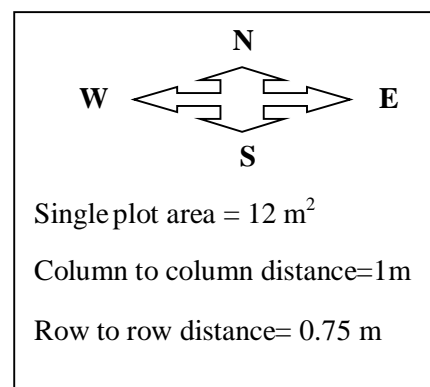 N
W E
S
Single plot area = 12 m²
Column to column distance=1m
Row to row distance= 0.75 m